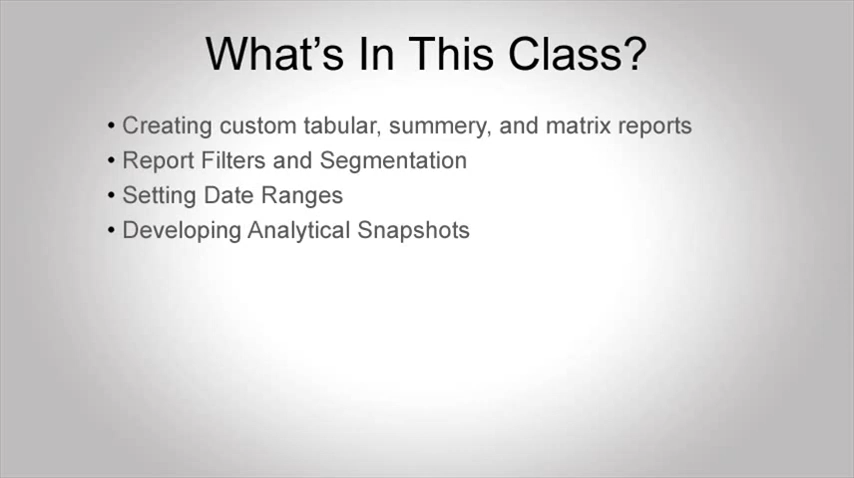 What’s In This Class?
• Creating custom tabular, summery, and matrix reports
• Report Filters and Segmentation
• Setting Date Ranges
• Developing Analytical Snapshots